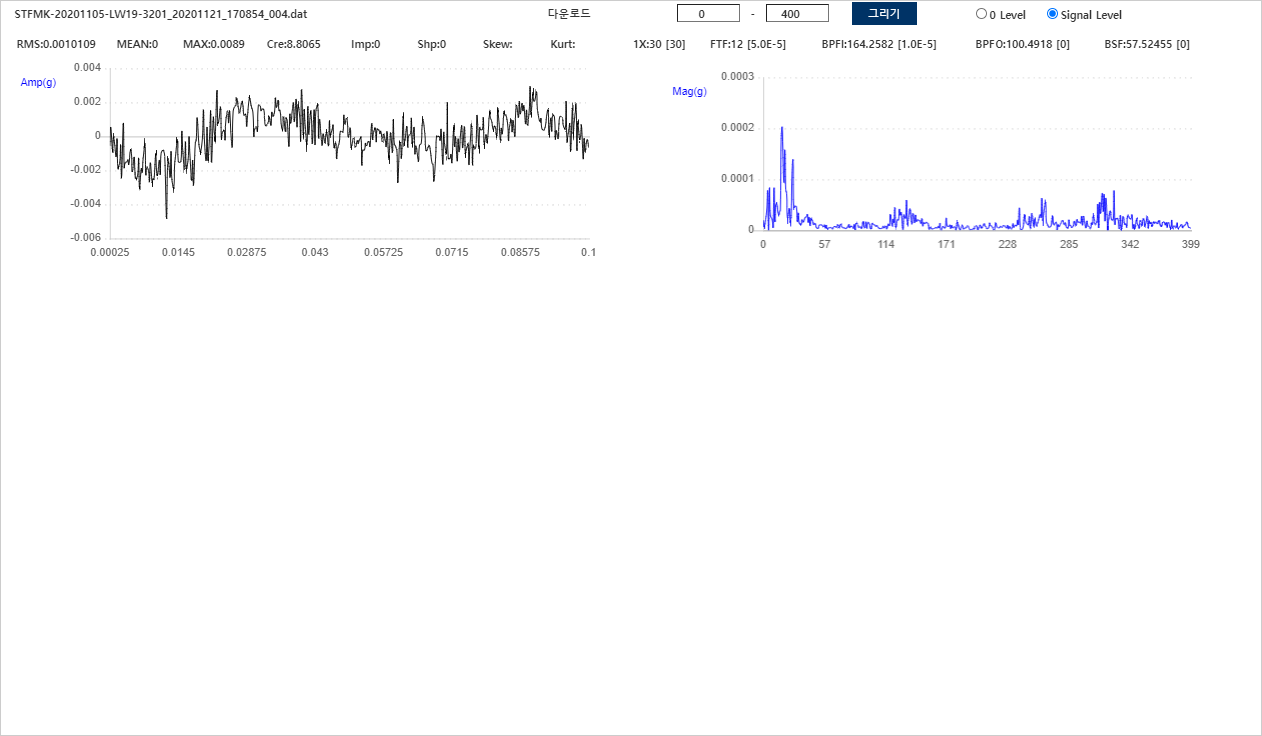 STFMK-20201105-LW19-3201_20201121_170854_004.dat 다운로드 0 - 400 그리기 0 Level Signal Level
RMS:0.0010109 MEAN:0 MAX:0.0089 Cre:8.8065 Imp:0 Shp:0 Skew: Kurt: 1X:30 [30] FTF:12 [5.0E-5] BPFI:164.2582 [1.0E-5] BPFO:100.4918 [0] BSF:57.52455 [0]
Amp(g)
0.004
0.002
0
-0.002
-0.004
-0.006
0.00025 0.0145 0.02875 0.043 0.05725 0.0715 0.08575 0.1
Mag(g)
0.0003
0.0002
0.0001
0
0 57 114 171 228 285 342 399